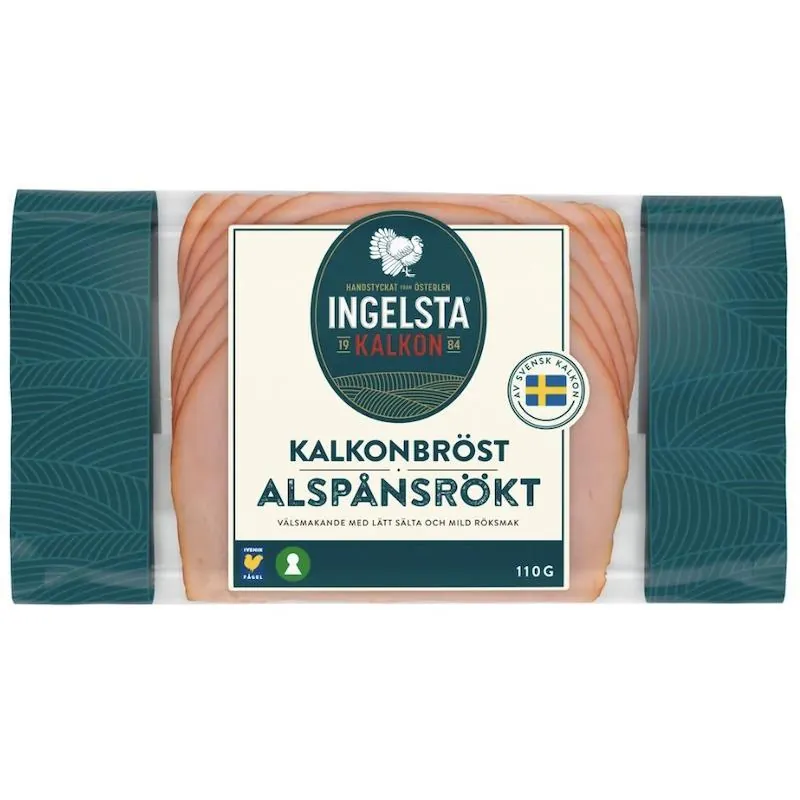 HANDSTYCKAT FRÅN ÖSTERLEN
INGELSTA®
19 KALKON 84
AV SVENSK KALKON
KALKONBRÖST
ALSPÅNSRÖKT
VÄLSMAKANDE MED LÄTT SÄLTA OCH MILD RÖKSMAK
SVENSK
FÅGEL
110G